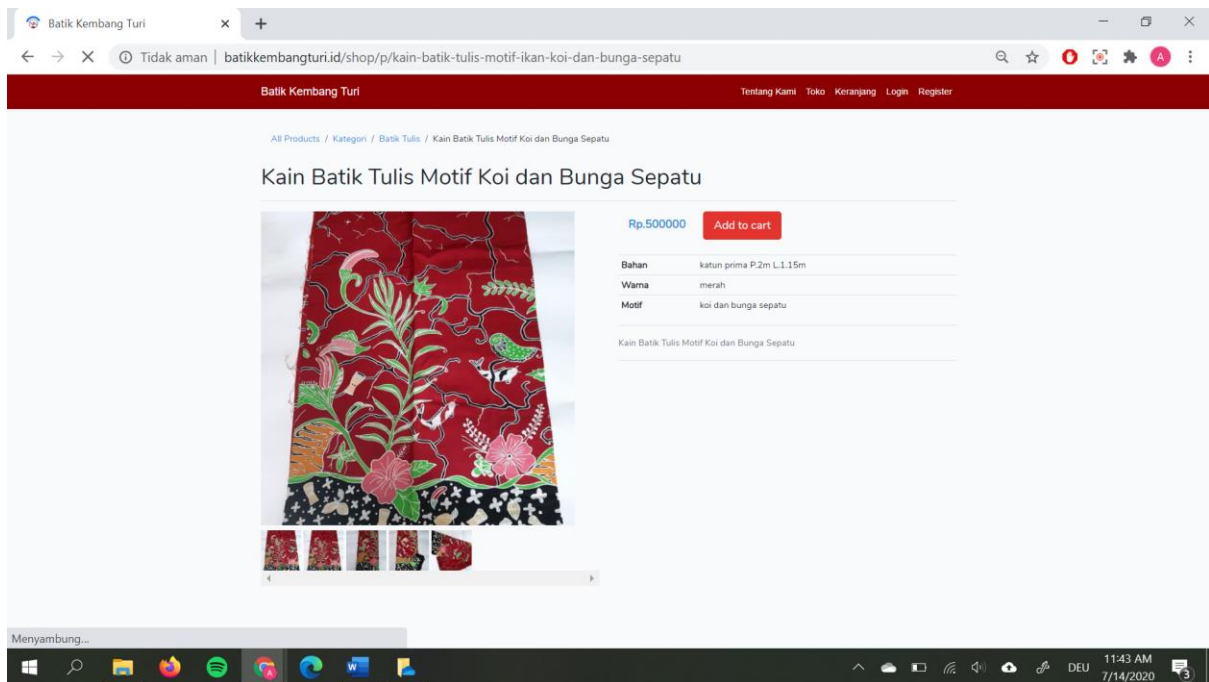 Batik Kembang Turi
Tidak aman | batikkembangturi.id/shop/p/kain-batik-tulis-motif-ikan-koi-dan-bunga-sepatu
A
Batik Kembang Turi
Tentang Kami Toko Keranjang Login Register
All Products / Kategori / Batik Tulis / Kain Batik Tulis Motif Koi dan Bunga Sepatu
Kain Batik Tulis Motif Koi dan Bunga Sepatu
Rp.500000 Add to cart
Bahan katun prima P.2m L.1.15m
Warna merah
Motif koi dan bunga sepatu
Kain Batik Tulis Motif Koi dan Bunga Sepatu
Menyambung...
DEU
11:43 AM
7/14/2020
3